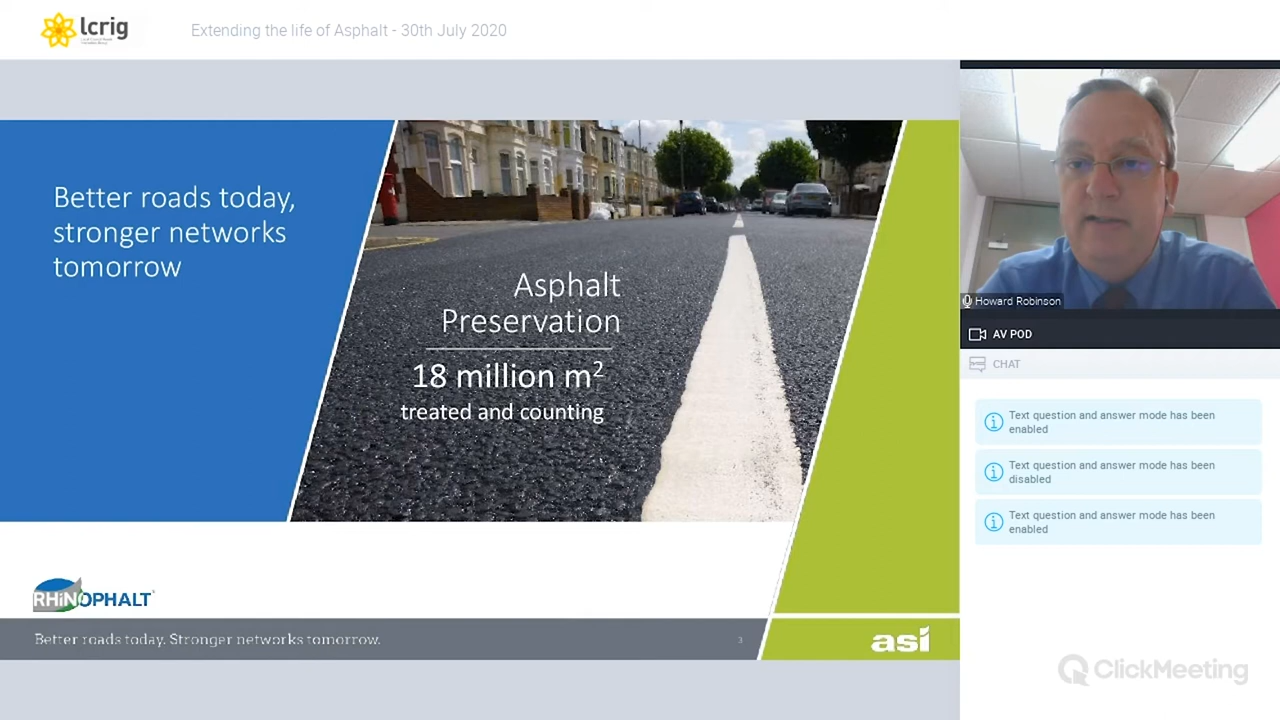 lcrig
Extending the life of Asphalt - 30th July 2020
Better roads today,
stronger networks
tomorrow
Asphalt
Preservation
18 million m²
treated and counting
RHiNOPHALT®
Better roads today. Stronger networks tomorrow.
3
asi
Howard Robinson
AV POD
CHAT
Text question and answer mode has been
enabled
Text question and answer mode has been
disabled
Text question and answer mode has been
enabled
ClickMeeting